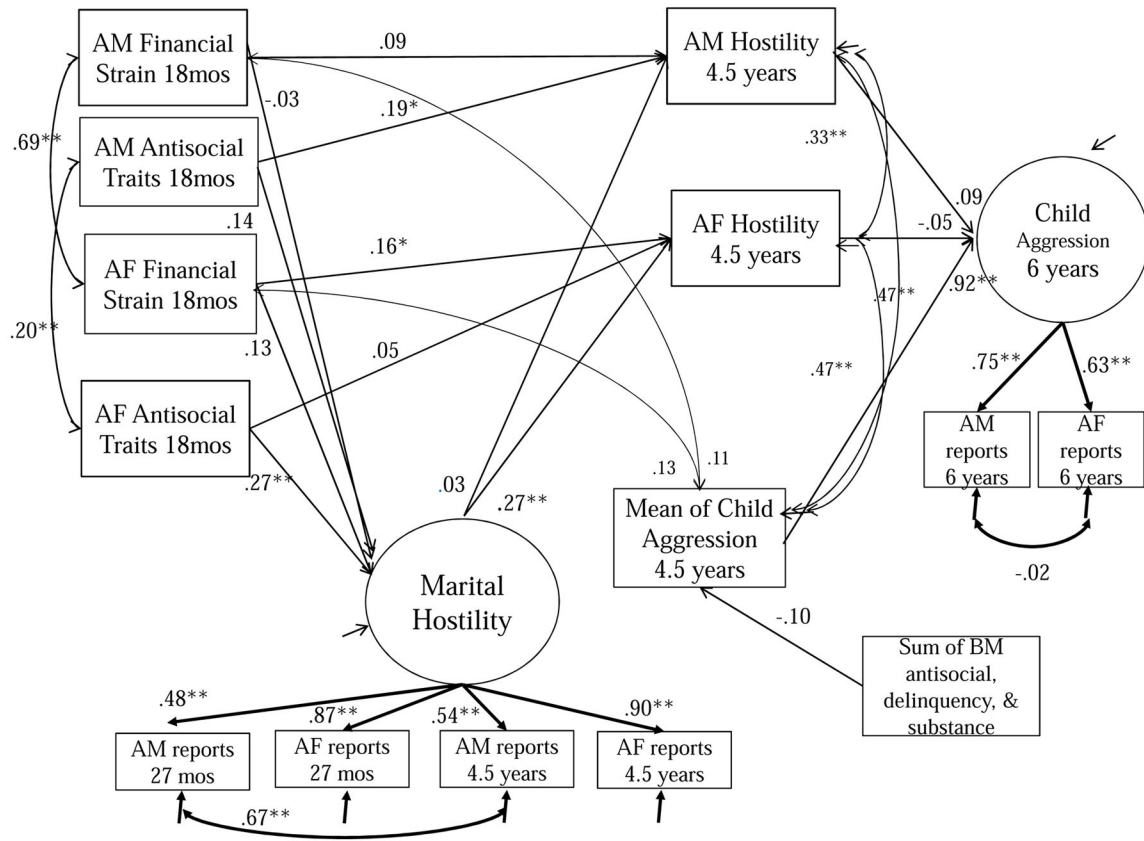 AM Financial
Strain 18mos
AM Antisocial
Traits 18mos
AF Financial
Strain 18mos
AF Antisocial
Traits 18mos
.69**
.20**
.09
-.03
.19*
.14
.16*
.13
.05
.27**
AM Hostility
4.5 years
AF Hostility
4.5 years
.33**
.09
-.05
.92**
.47**
.47**
Child
Aggression
6 years
.75**
.63**
AM
reports
6 years
AF
reports
6 years
-.02
.03
.27**
.13
.11
Mean of Child
Aggression
4.5 years
-.10
Sum of BM
antisocial,
delinquency, &
substance
Marital
Hostility
.48**
.87**
.54**
.90**
AM reports
27 mos
AF reports
27 mos
AM reports
4.5 years
AF reports
4.5 years
.67**